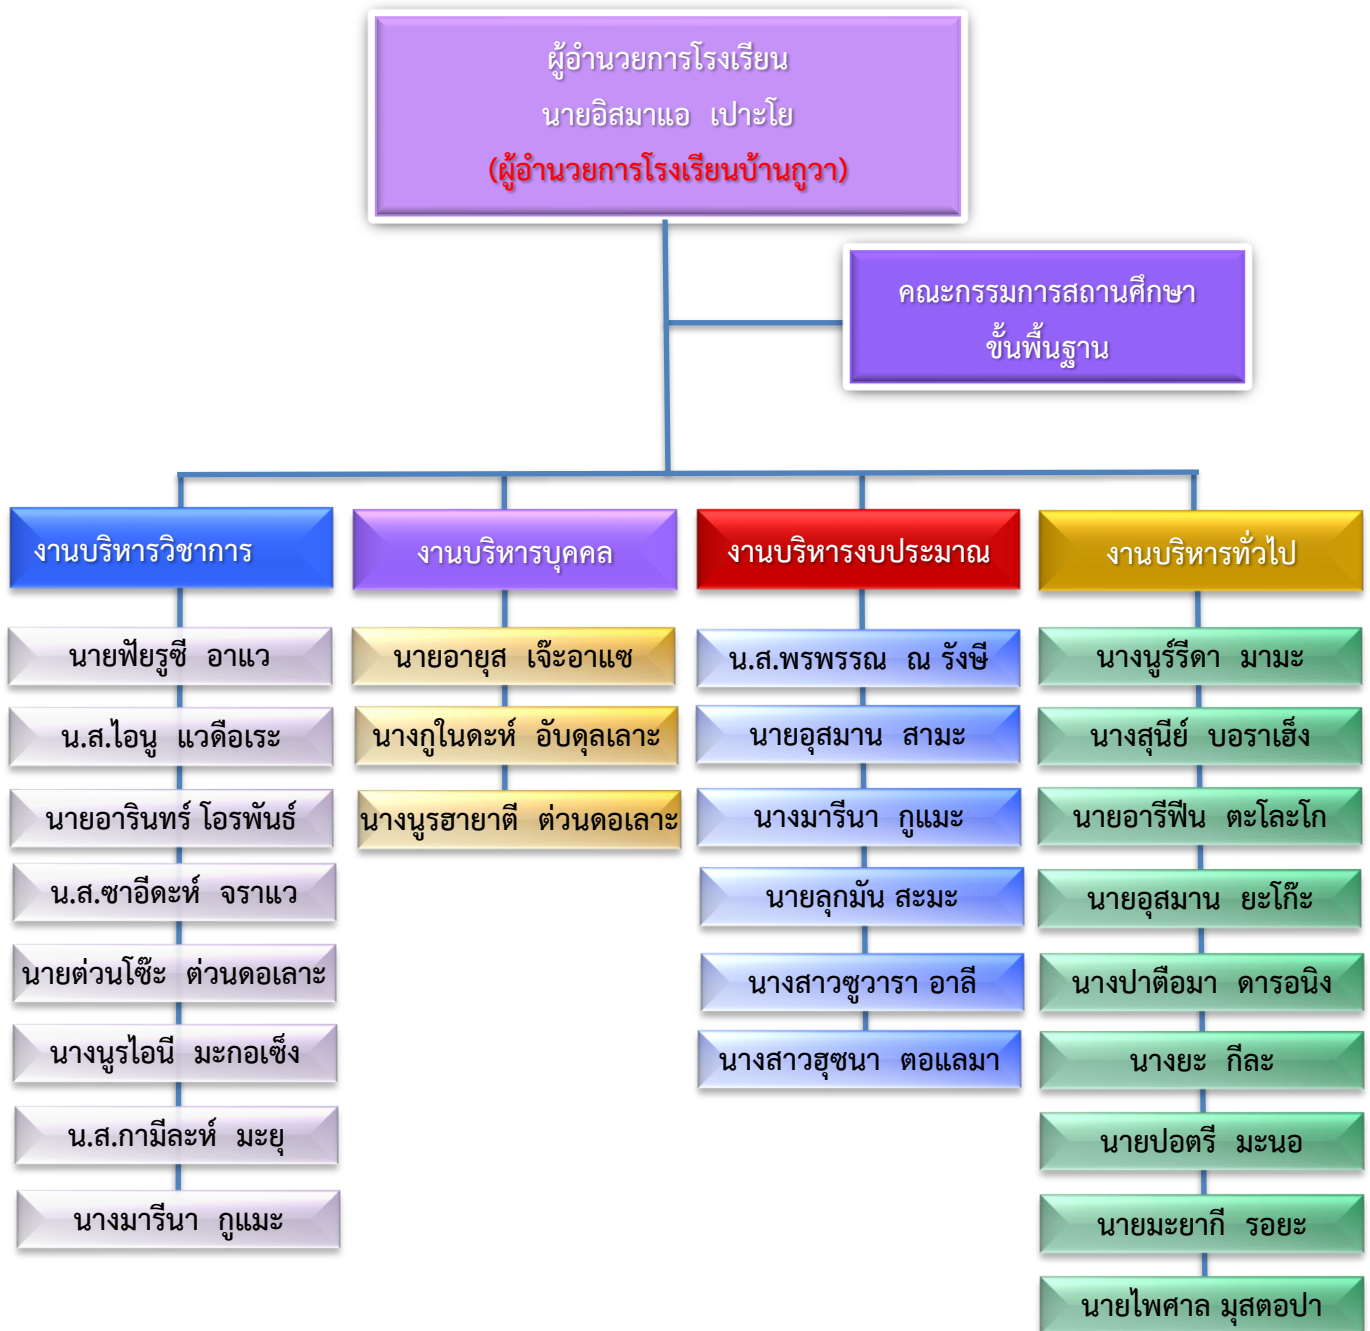 ผู้อำนวยการโรงเรียน
นายอิสมาแอ เปาะโย
(ผู้อำนวยการโรงเรียนบ้านกูวา)
คณะกรรมการสถานศึกษา
ขั้นพื้นฐาน
งานบริหารวิชาการ
นายฟัยรูซี อาแว
น.ส.ไอนู แวดือเระ
นายอารินทร์ โอรพันธ์
น.ส.ซาอีดะห์ จราแว
นายต่วนโซ๊ะ ต่วนดอเลาะ
นางนูรไอนี มะกอเซ็ง
น.ส.กามีละห์ มะยุ
นางมารีนา กูแมะ
งานบริหารบุคคล
นายอายุส เจ๊ะอาแซ
นางกูในดะห์ อับดุลเลาะ
นางนูรฮายาตี ต่วนดอเลาะ
งานบริหารงบประมาณ
น.ส.พรพรรณ ณ รังษี
นายอุสมาน สามะ
นางมารีนา กูแมะ
นายลุกมัน สะมะ
นางสาวซูวารา อาลี
นางสาวฮุซนา ตอแลมา
งานบริหารทั่วไป
นางนูร์รีดา มามะ
นางสุนีย์ บอราเฮ็ง
นายอารีฟีน ตะโละโก
นายอุสมาน ยะโก๊ะ
นางปาตือมา ดารอนิง
นางยะ กีละ
นายปอตรี มะนอ
นายมะยากี รอยะ
นายไพศาล มุสตอปา